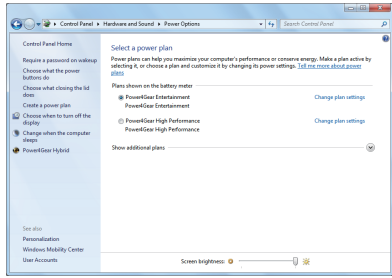 Control Panel ▸ Hardware and Sound ▸ Power Options
Search Control Panel
Control Panel Home
Require a password on wakeup
Choose what the power
buttons do
Choose what closing the lid
does
Create a power plan
Choose when to turn off the
display
Change when the computer
sleeps
Power4Gear Hybrid
See also
Personalization
Windows Mobility Center
User Accounts
Select a power plan
Power plans can help you maximize your computer's performance or conserve energy. Make a plan active by
selecting it, or choose a plan and customize it by changing its power settings. Tell me more about power
plans
Plans shown on the battery meter
Power4Gear Entertainment Change plan settings
Power4Gear Entertainment
Power4Gear High Performance Change plan settings
Power4Gear High Performance
Show additional plans
Screen brightness: